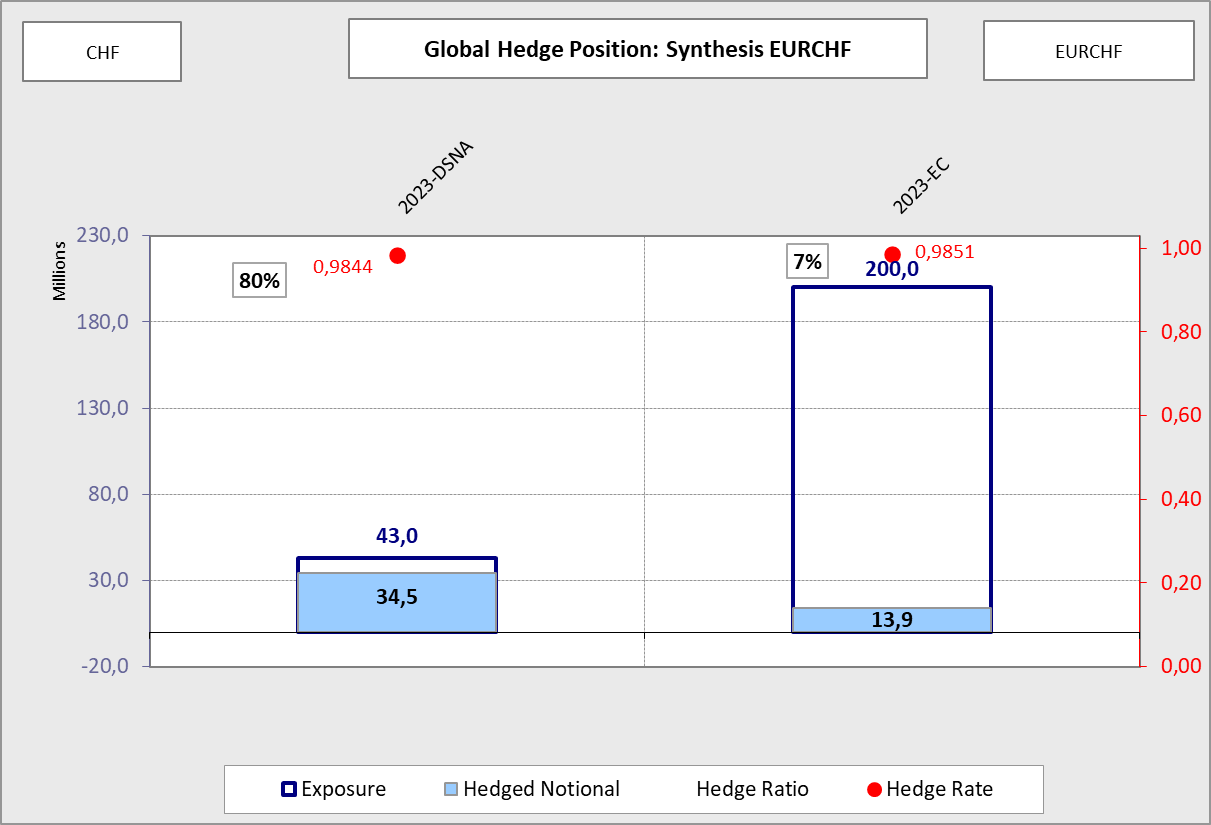 CHF
Global Hedge Position: Synthesis EURCHF
EURCHF
2023-DSNA
2023-EC
Millions
230,0
180,0
130,0
80,0
30,0
-20,0
1,00
0,80
0,60
0,40
0,20
0,00
80%
0,9844
7%
0,9851
200,0
43,0
34,5
13,9
Exposure
Hedged Notional
Hedge Ratio
Hedge Rate